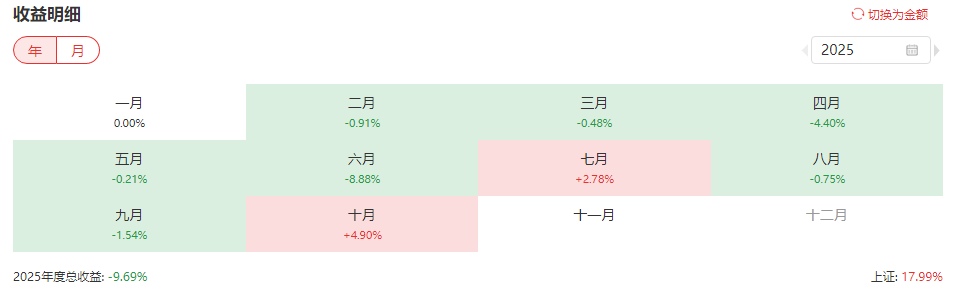 收益明细 切换为金额
年 月 2025
一月 二月 三月 四月
0.00% -0.91% -0.48% -4.40%
五月 六月 七月 八月
-0.21% -8.88% +2.78% -0.75%
九月 十月 十一月 十二月
-1.54% +4.90%
2025年度总收益: -9.69% 上证: 17.99%